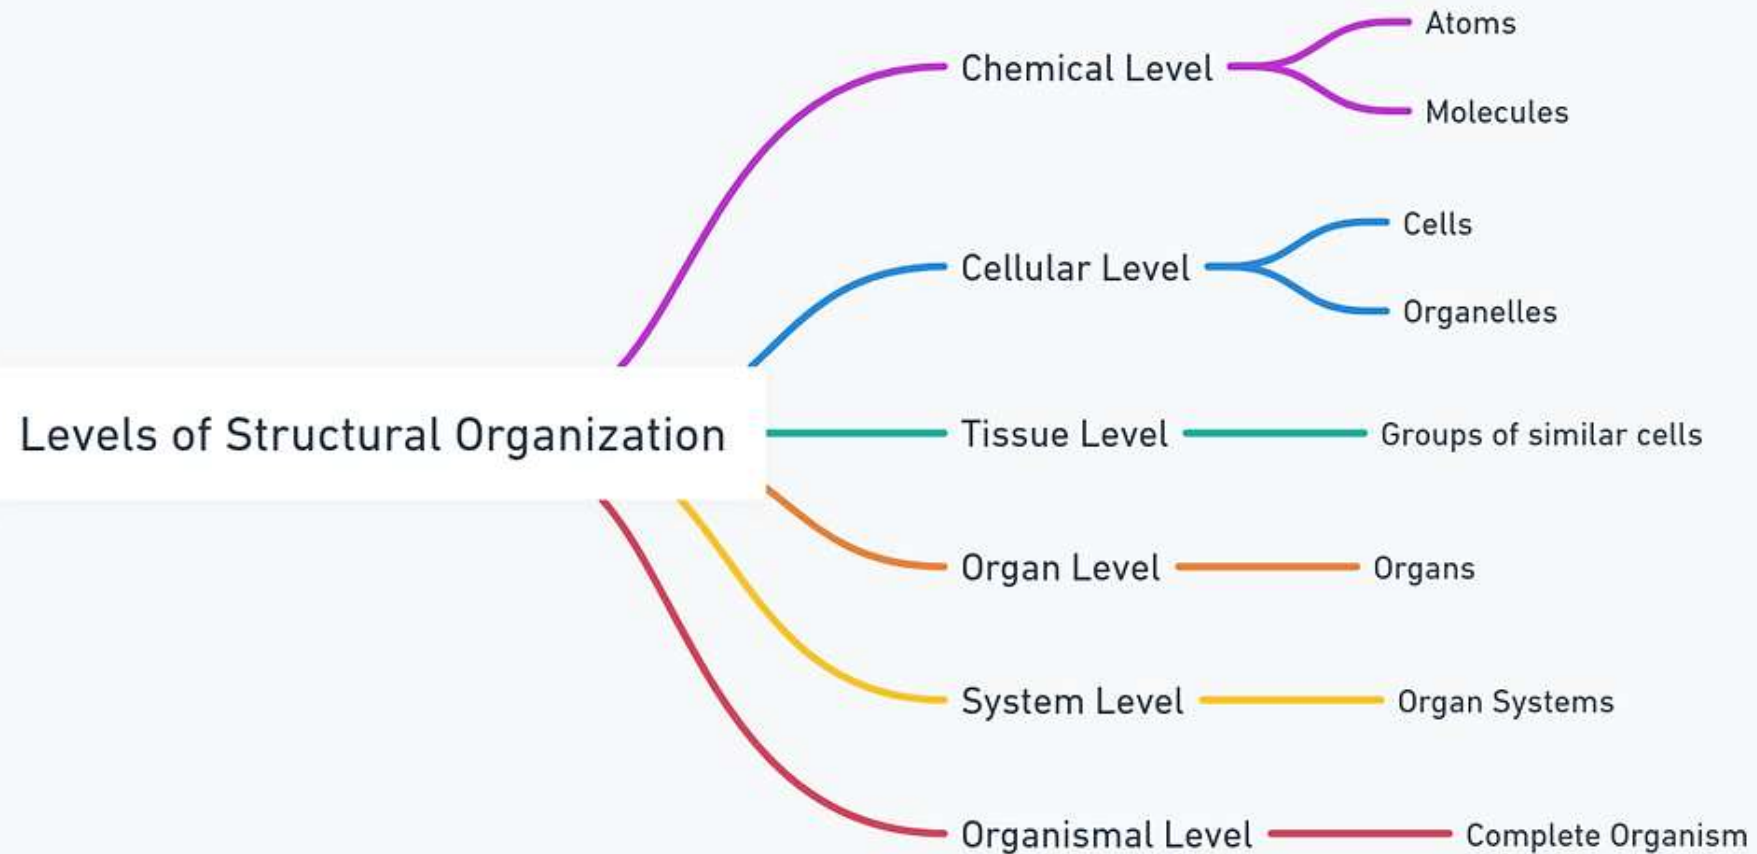 Levels of Structural Organization
Chemical Level
Atoms
Molecules
Cellular Level
Cells
Organelles
Tissue Level
Groups of similar cells
Organ Level
Organs
System Level
Organ Systems
Organismal Level
Complete Organism